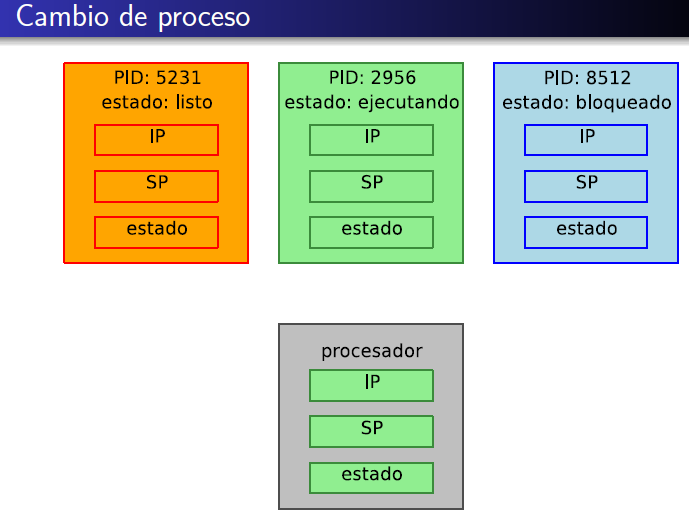 Cambio de proceso
PID: 5231
estado: listo
IP
SP
estado
PID: 2956
estado: ejecutando
IP
SP
estado
PID: 8512
estado: bloqueado
IP
SP
estado
procesador
IP
SP
estado